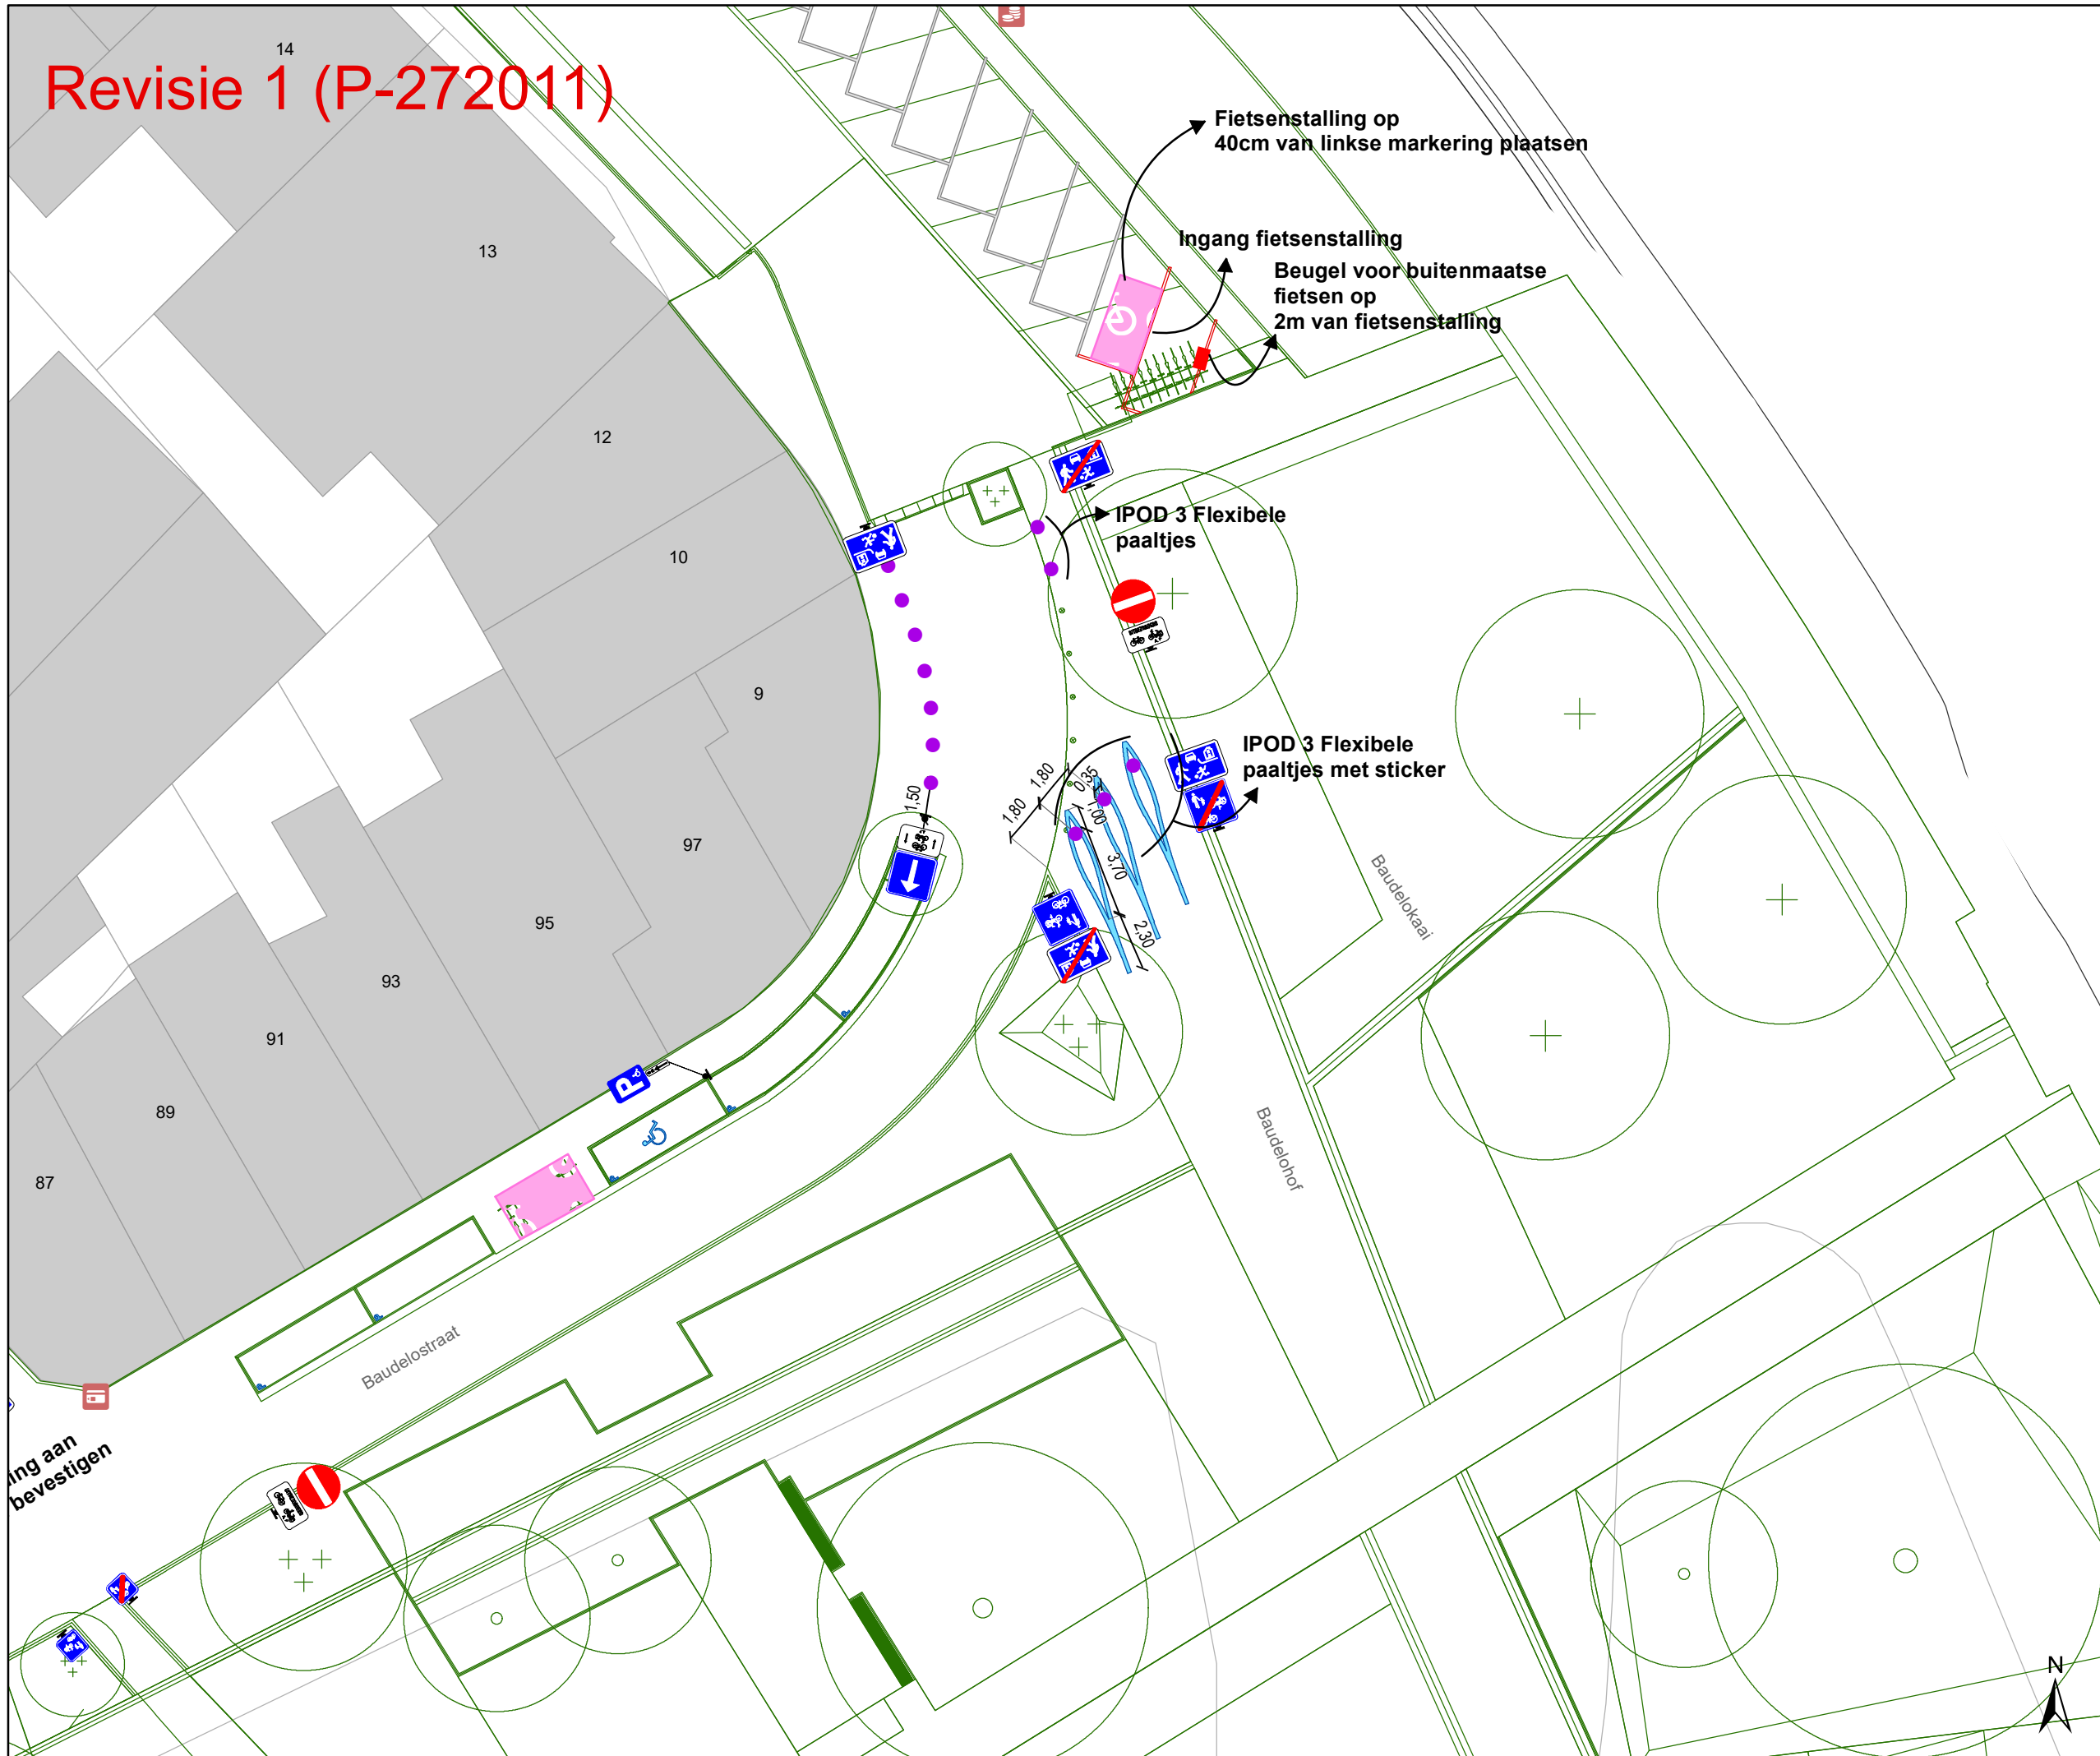 14
Revisie 1 (P-272011)
Fietsenstalling op
40cm van linkse markering plaatsen
13
Ingang fietsenstalling
Beugel voor buitenmaatse
fietsen op
2m van fietsenstalling
12
IPOD 3 Flexibele
paaltjes
10
9
IPOD 3 Flexibele
paaltjes met sticker
1,80
1,80
0,35
1,00
3,70
2,30
1,50
97
95
93
91
89
87
Baudelokaai
Baudelohof
P
Baudelostraat
ing aan
bevestigen
N